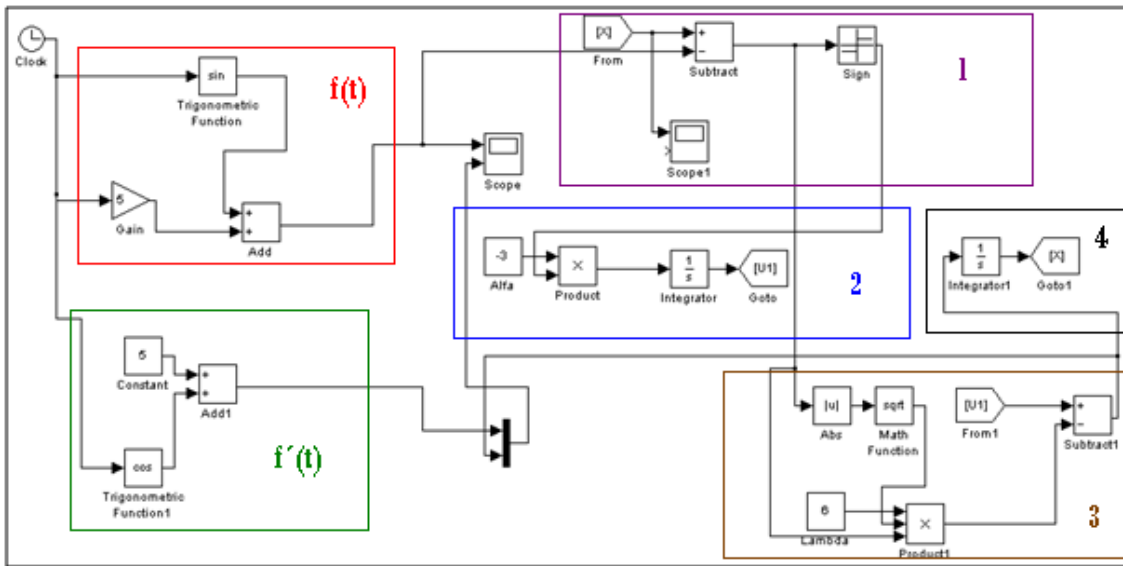 Clock
sin
Trigonometric
Function
f(t)
5
Gain
+
+
Add
Scope
[X]
From
+
−
Subtract
Sign
1
Scope1
-3
Alfa
×
Product
1
s
Integrator
[U1]
Goto
2
4
1
s
Integrator1
[X]
Goto1
5
Constant
+
+
Add1
cos
Trigonometric
Function1
f´(t)
|u|
Abs
sqrt
Math
Function
[U1]
From1
+
−
Subtract1
6
Lambda
×
Product1
3